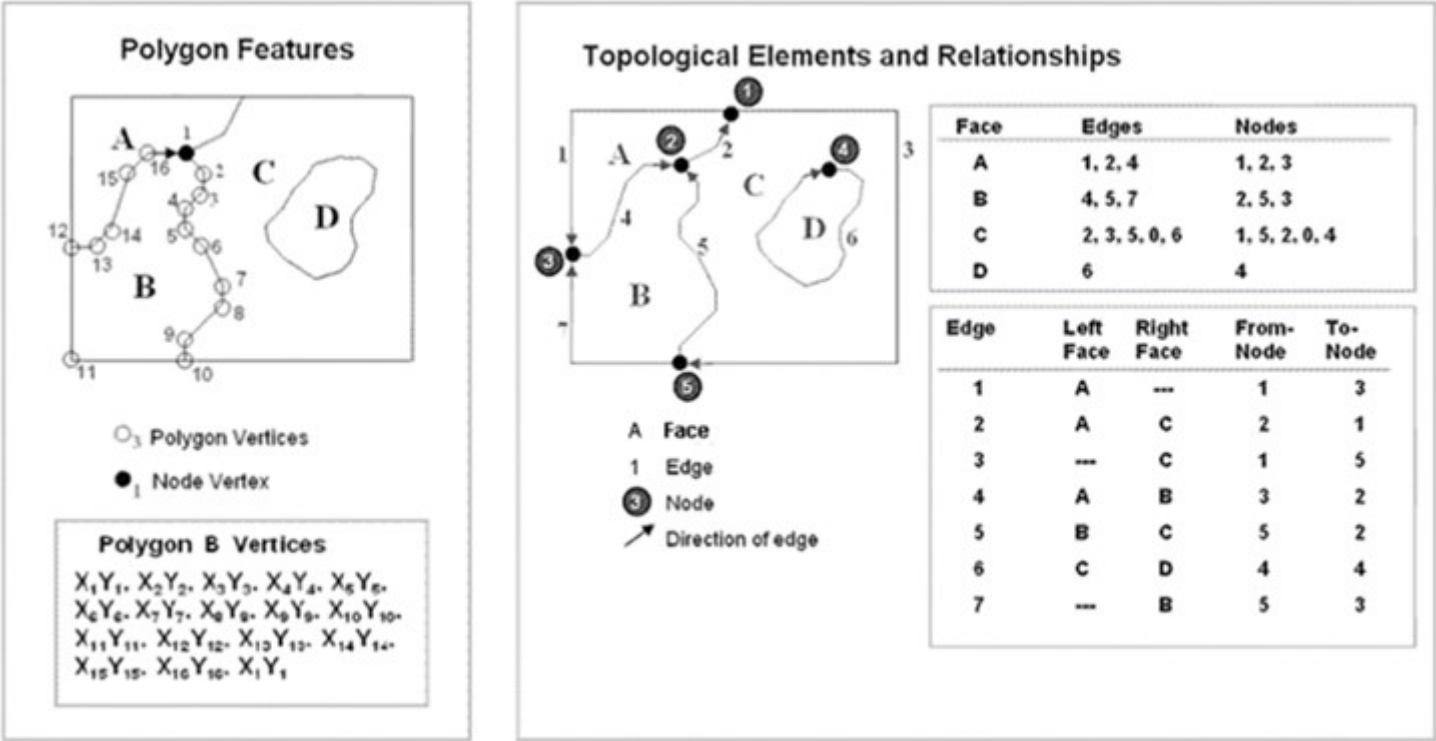 Polygon Features
A
1
2
3
4
5
6
7
8
9
10
11
12
13
14
15
16
B
C
D
3 Polygon Vertices
1 Node Vertex
Polygon B Vertices
X₁Y₁, X₂Y₂, X₃Y₃, X₄Y₄, X₅Y₅,
X₆Y₆, X₇Y₇, X₈Y₈, X₉Y₉, X₁₀Y₁₀,
X₁₁Y₁₁, X₁₂Y₁₂, X₁₃Y₁₃, X₁₄Y₁₄,
X₁₅Y₁₅, X₁₆Y₁₆, X₁Y₁
Topological Elements and Relationships
1
2
3
4
5
1
2
3
4
5
6
7
A
B
C
D
A Face
1 Edge
3 Node
Direction of edge
Face Edges Nodes
A 1, 2, 4 1, 2, 3
B 4, 5, 7 2, 5, 3
C 2, 3, 5, 0, 6 1, 5, 2, 0, 4
D 6 4
Edge Left Right From- To-
Face Face Node Node
1 A --- 1 3
2 A C 2 1
3 --- C 1 5
4 A B 3 2
5 B C 5 2
6 C D 4 4
7 --- B 5 3